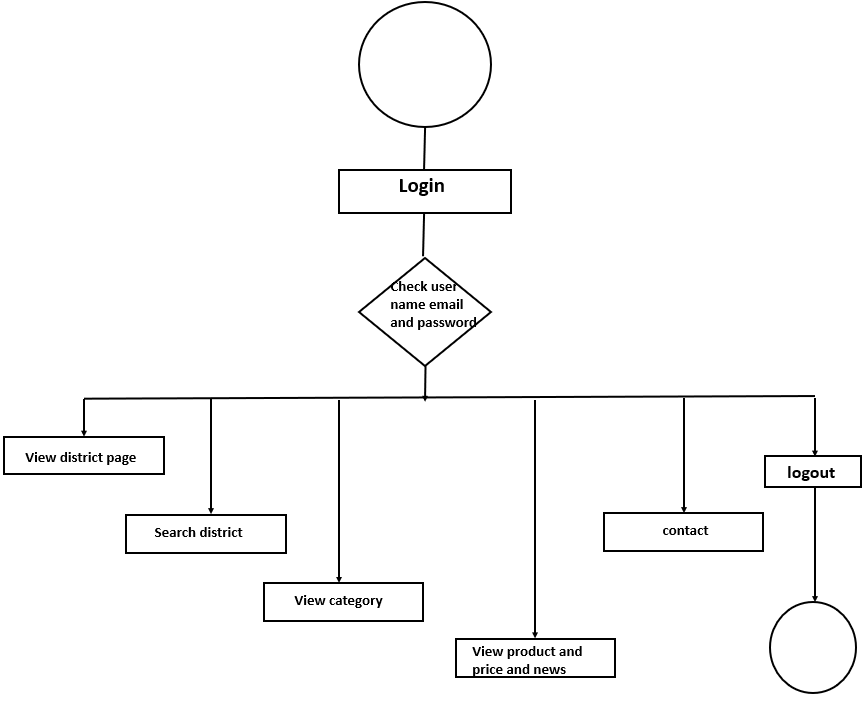 Login
Check user
name email
and password
View district page
logout
Search district
contact
View category
View product and
price and news